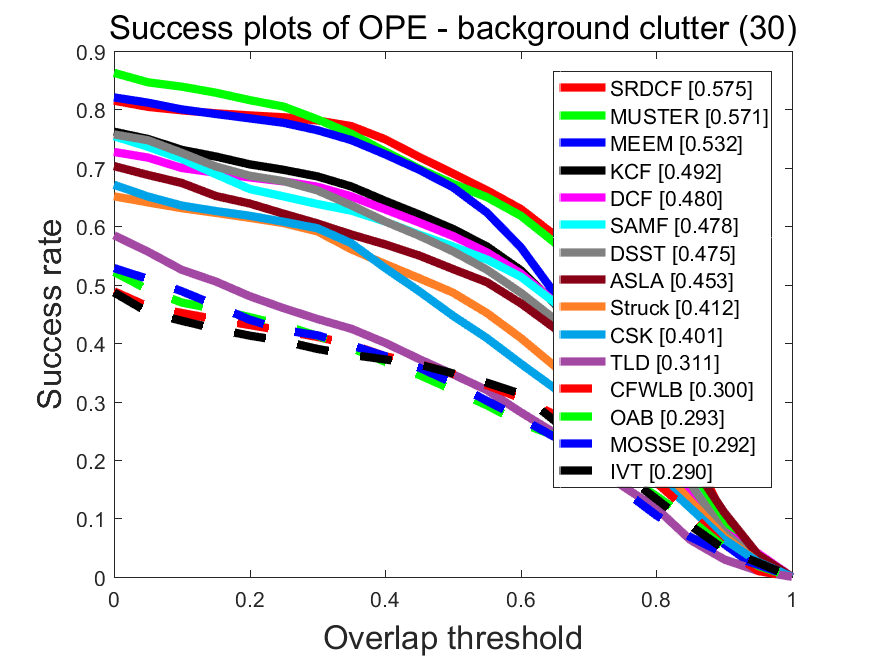 Success plots of OPE - background clutter (30)
0.9
0.8
0.7
0.6
0.5
0.4
0.3
0.2
0.1
0
Success rate
SRDCF [0.575]
MUSTER [0.571]
MEEM [0.532]
KCF [0.492]
DCF [0.480]
SAMF [0.478]
DSST [0.475]
ASLA [0.453]
Struck [0.412]
CSK [0.401]
TLD [0.311]
CFWLB [0.300]
OAB [0.293]
MOSSE [0.292]
IVT [0.290]
0 0.2 0.4 0.6 0.8 1
Overlap threshold